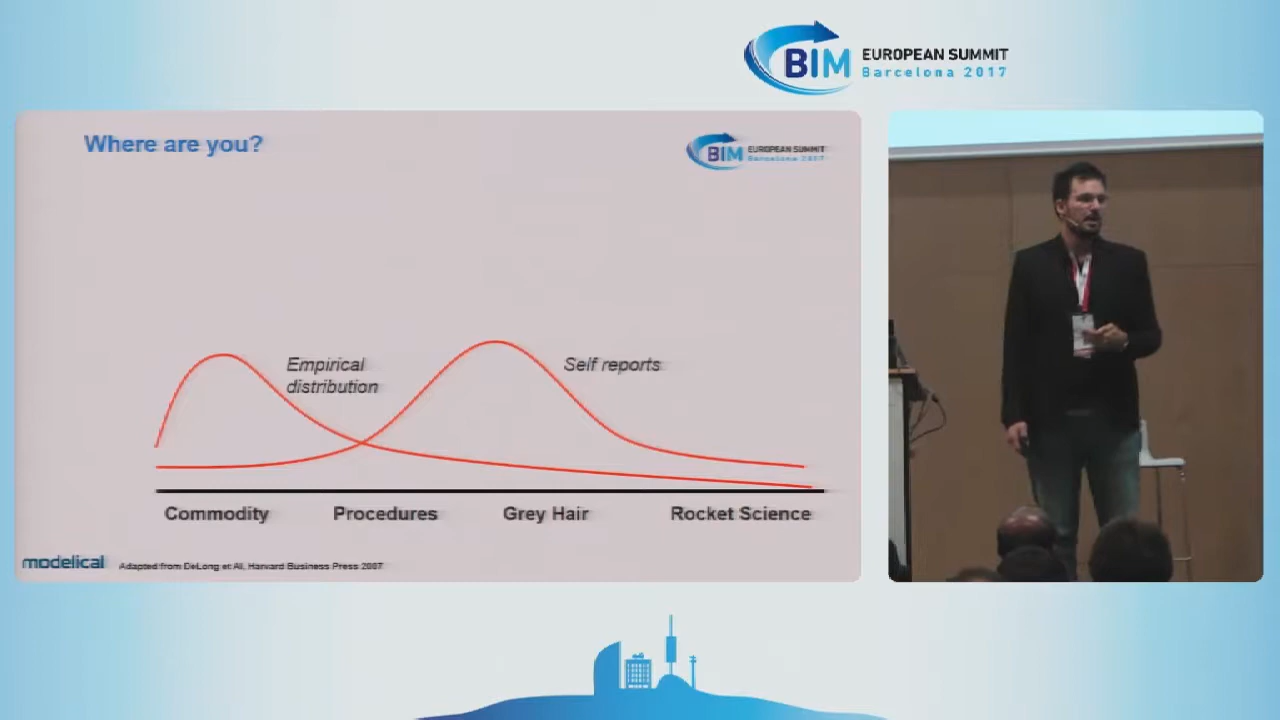 BIM EUROPEAN SUMMIT
Barcelona 2017
Where are you?
BIM EUROPEAN SUMMIT
Barcelona 2017
Empirical
distribution
Self reports
Commodity Procedures Grey Hair Rocket Science
modelical Adapted from DeLong et Al, Harvard Business Press 2007